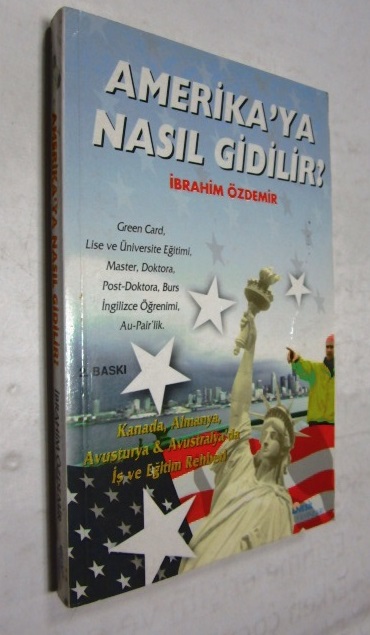 AMERİKA'YA
NASIL GİDİLİR?
İBRAHİM ÖZDEMİR
Green Card,
Lise ve Üniversite Eğitimi,
Master, Doktora,
Post-Doktora, Burs
İngilizce Öğrenimi,
Au-Pair'lik.
2. BASKI
Kanada, Almanya,
Avusturya & Avustralya'da
İş ve Eğitim Rehberi
AMERİKA'YA NASIL GİDİLİR?
İBRAHİM ÖZDEMİR